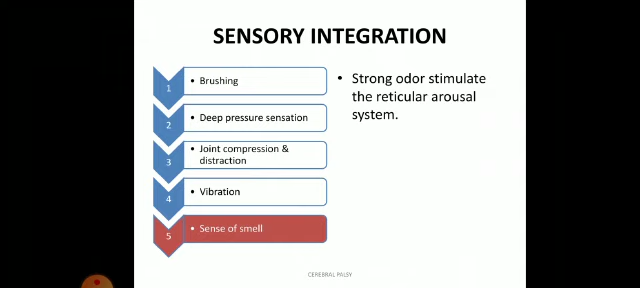 SENSORY INTEGRATION
1
• Brushing
2
• Deep pressure sensation
3
• Joint compression &
distraction
4
• Vibration
5
• Sense of smell
• Strong odor stimulate
the reticular arousal
system.
CEREBRAL PALSY